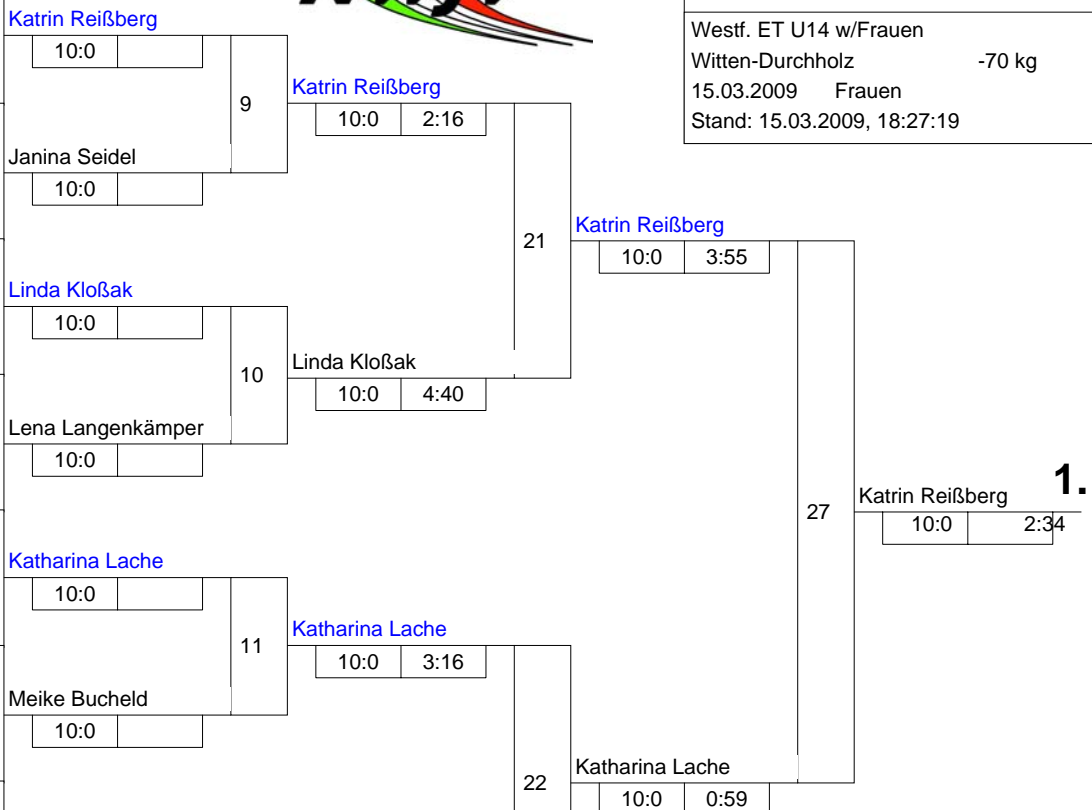 Westf. ET U14 w/Frauen
Witten-Durchholz -70 kg
15.03.2009 Frauen
Stand: 15.03.2009, 18:27:19
Katrin Reißberg
10:0
9
Janina Seidel
10:0
Katrin Reißberg
10:0 2:16
Linda Kloßak
10:0
10
Lena Langenkämper
10:0
Linda Kloßak
10:0 4:40
21
Katrin Reißberg
10:0 3:55
Katharina Lache
10:0
11
Meike Bucheld
10:0
Katharina Lache
10:0 3:16
22
Katharina Lache
10:0 0:59
27
Katrin Reißberg 1.
10:0 2:34